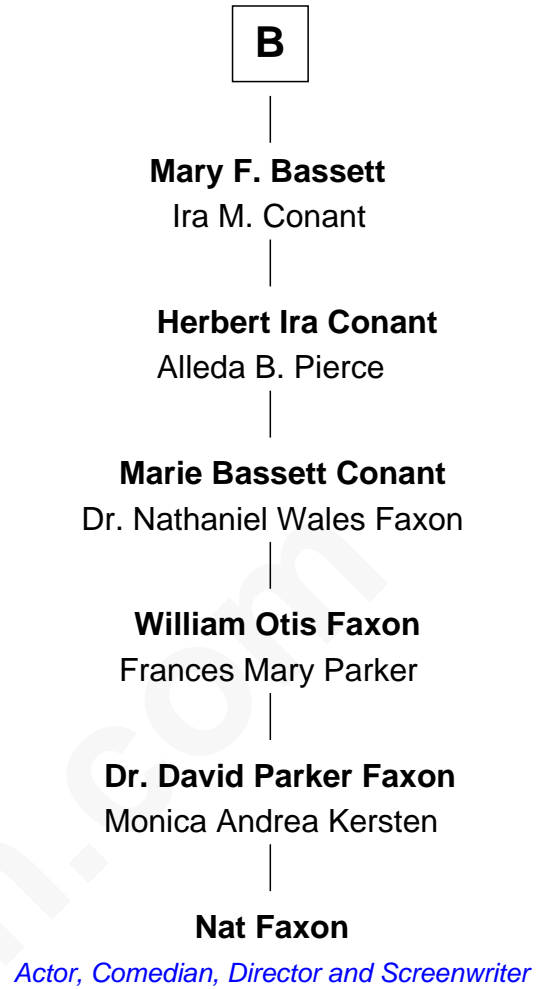 B
Mary F. Bassett
Ira M. Conant
Herbert Ira Conant
Alleda B. Pierce
Marie Bassett Conant
Dr. Nathaniel Wales Faxon
William Otis Faxon
Frances Mary Parker
Dr. David Parker Faxon
Monica Andrea Kersten
Nat Faxon
Actor, Comedian, Director and Screenwriter